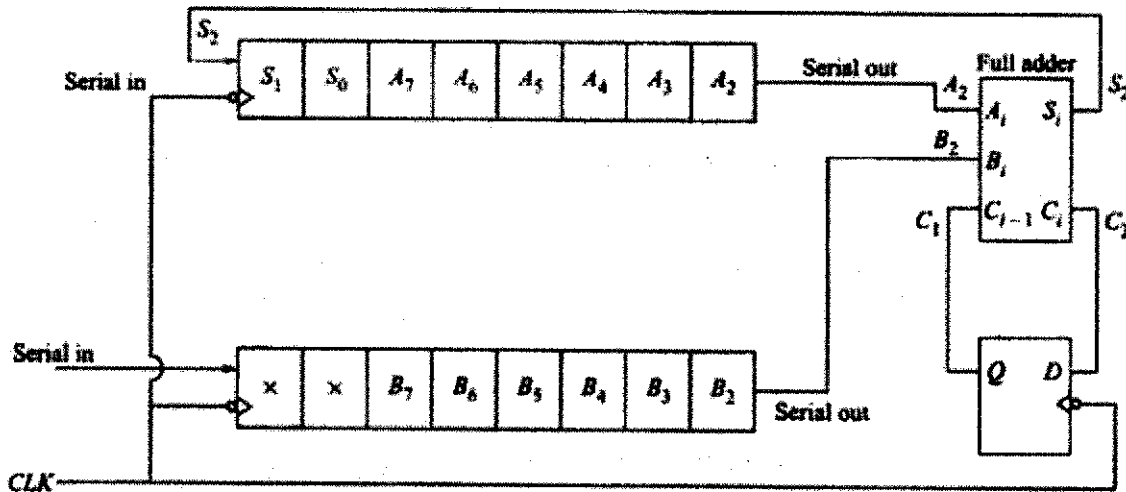 S₂
Serial in
S₁ S₀ A₇ A₆ A₅ A₄ A₃ A₂
Serial out
A₂
Full adder
Aᵢ Sᵢ
S₂
B₂
Bᵢ
C₁
Cᵢ₋₁ Cᵢ
C₂
Serial in
× × B₇ B₆ B₅ B₄ B₃ B₂
Serial out
Q D
CLK